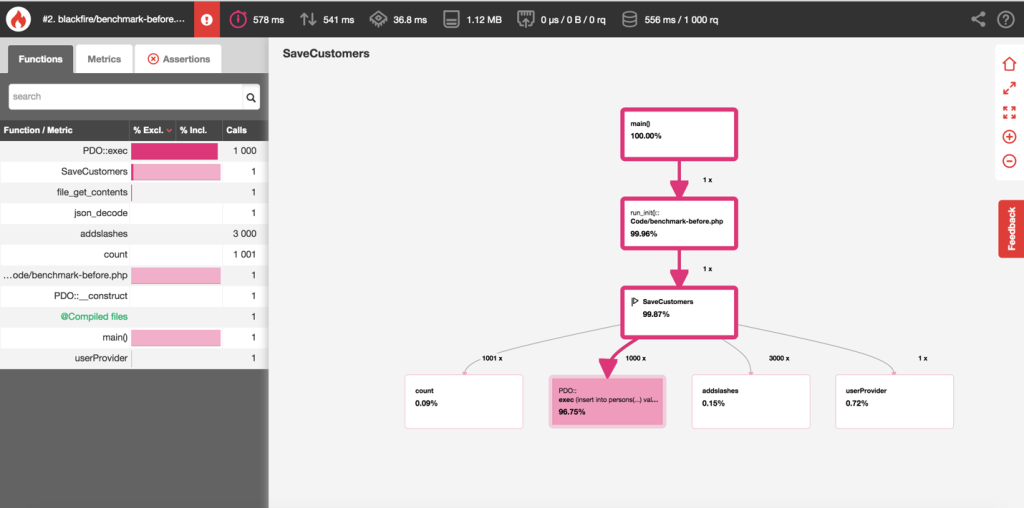 #2. blackfire/benchmark-before....
578 ms
541 ms
36.8 ms
1.12 MB
0 µs / 0 B / 0 rq
556 ms / 1 000 rq
Functions
Metrics
Assertions
search
Function / Metric % Excl. % Incl. Calls
PDO::exec 1 000
SaveCustomers 1
file_get_contents 1
json_decode 1
addslashes 3 000
count 1 001
...ode/benchmark-before.php 1
PDO::__construct 1
@Compiled files 1
main() 1
userProvider 1
SaveCustomers
main()
100.00%
1 x
run_init()::
Code/benchmark-before.php
99.96%
1 x
SaveCustomers
99.87%
1001 x
1000 x
3000 x
1 x
count
0.09%
PDO::
exec (insert into persons(...) val...
96.75%
addslashes
0.15%
userProvider
0.72%
Feedback